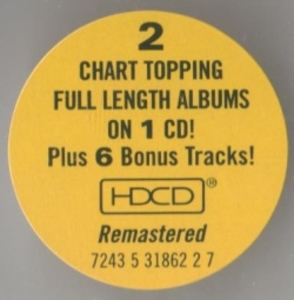 2
CHART TOPPING
FULL LENGTH ALBUMS
ON 1 CD!
Plus 6 Bonus Tracks!
HDCD®
Remastered
7243 5 31862 2 7